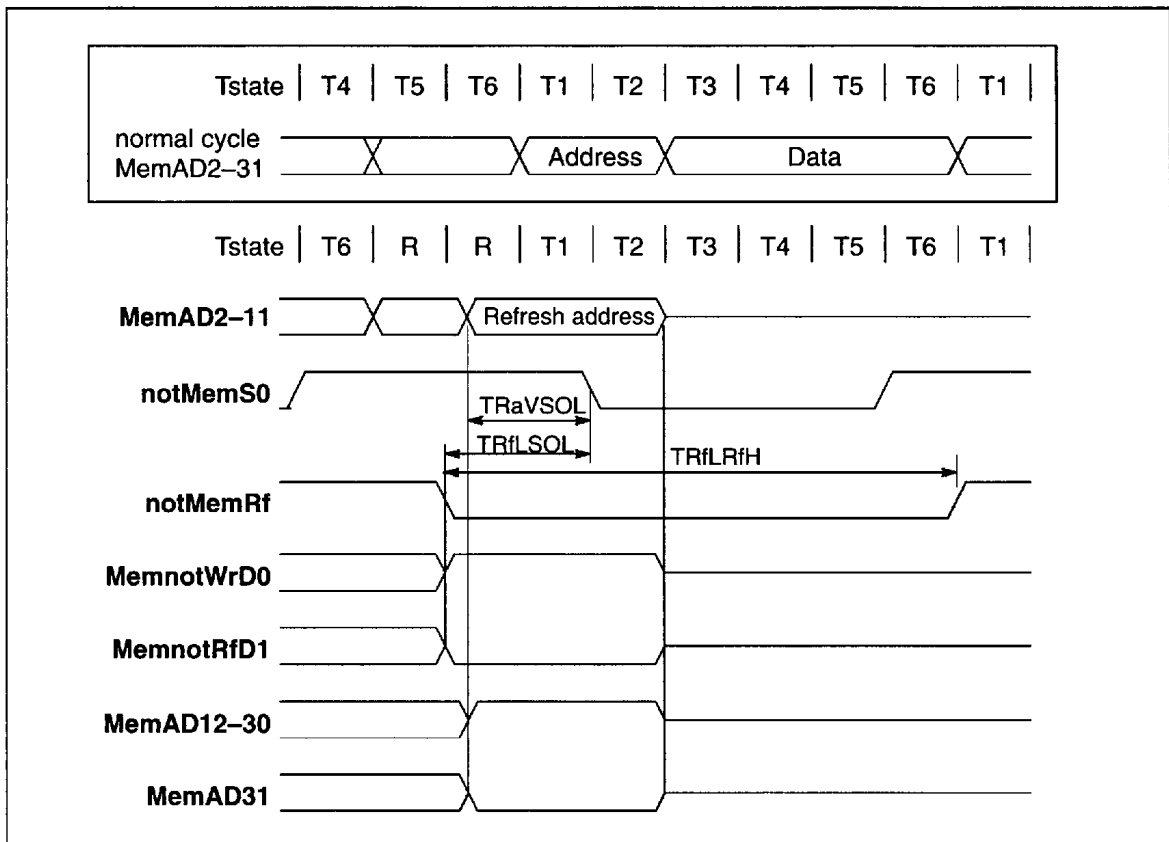 Tstate | T4 | T5 | T6 | T1 | T2 | T3 | T4 | T5 | T6 | T1 |
normal cycle
MemAD2–31
Address
Data
Tstate | T6 | R | R | T1 | T2 | T3 | T4 | T5 | T6 | T1 |
MemAD2–11
Refresh address
notMemS0
TRaVSOL
TRfLSOL
TRfLRfH
notMemRf
MemnotWrD0
MemnotRfD1
MemAD12–30
MemAD31